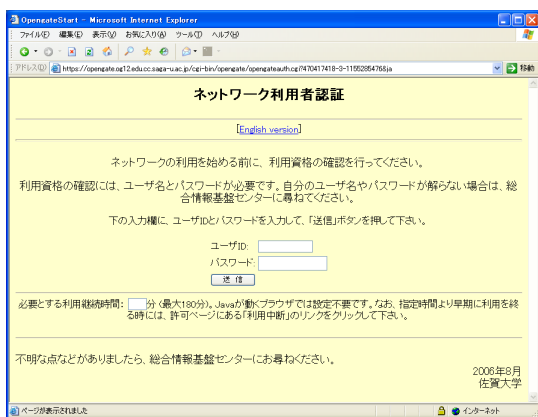 OpengateStart - Microsoft Internet Explorer
ファイル(F) 編集(E) 表示(V) お気に入り(A) ツール(T) ヘルプ(H)
アドレス(D) https://opengate.og12.edu.cc.saga-u.ac.jp/cgi-bin/opengate/opengateauth.cgi?470417418-3-1155285476&ja 移動
ネットワーク利用者認証
[English version]
ネットワークの利用を始める前に、利用資格の確認を行ってください。
利用資格の確認には、ユーザ名とパスワードが必要です。自分のユーザ名やパスワードが解らない場合は、総
合情報基盤センターに尋ねてください。
下の入力欄に、ユーザIDとパスワードを入力して、「送信」ボタンを押して下さい。
ユーザID:
パスワード:
送信
必要とする利用継続時間: 分 (最大180分)。Javaが動くブラウザでは設定不要です。なお、指定時間より早期に利用を終
る時には、許可ページにある「利用中断」のリンクをクリックして下さい。
不明な点などがありましたら、総合情報基盤センターにお尋ねください。
2006年8月
佐賀大学
ページが表示されました インターネット